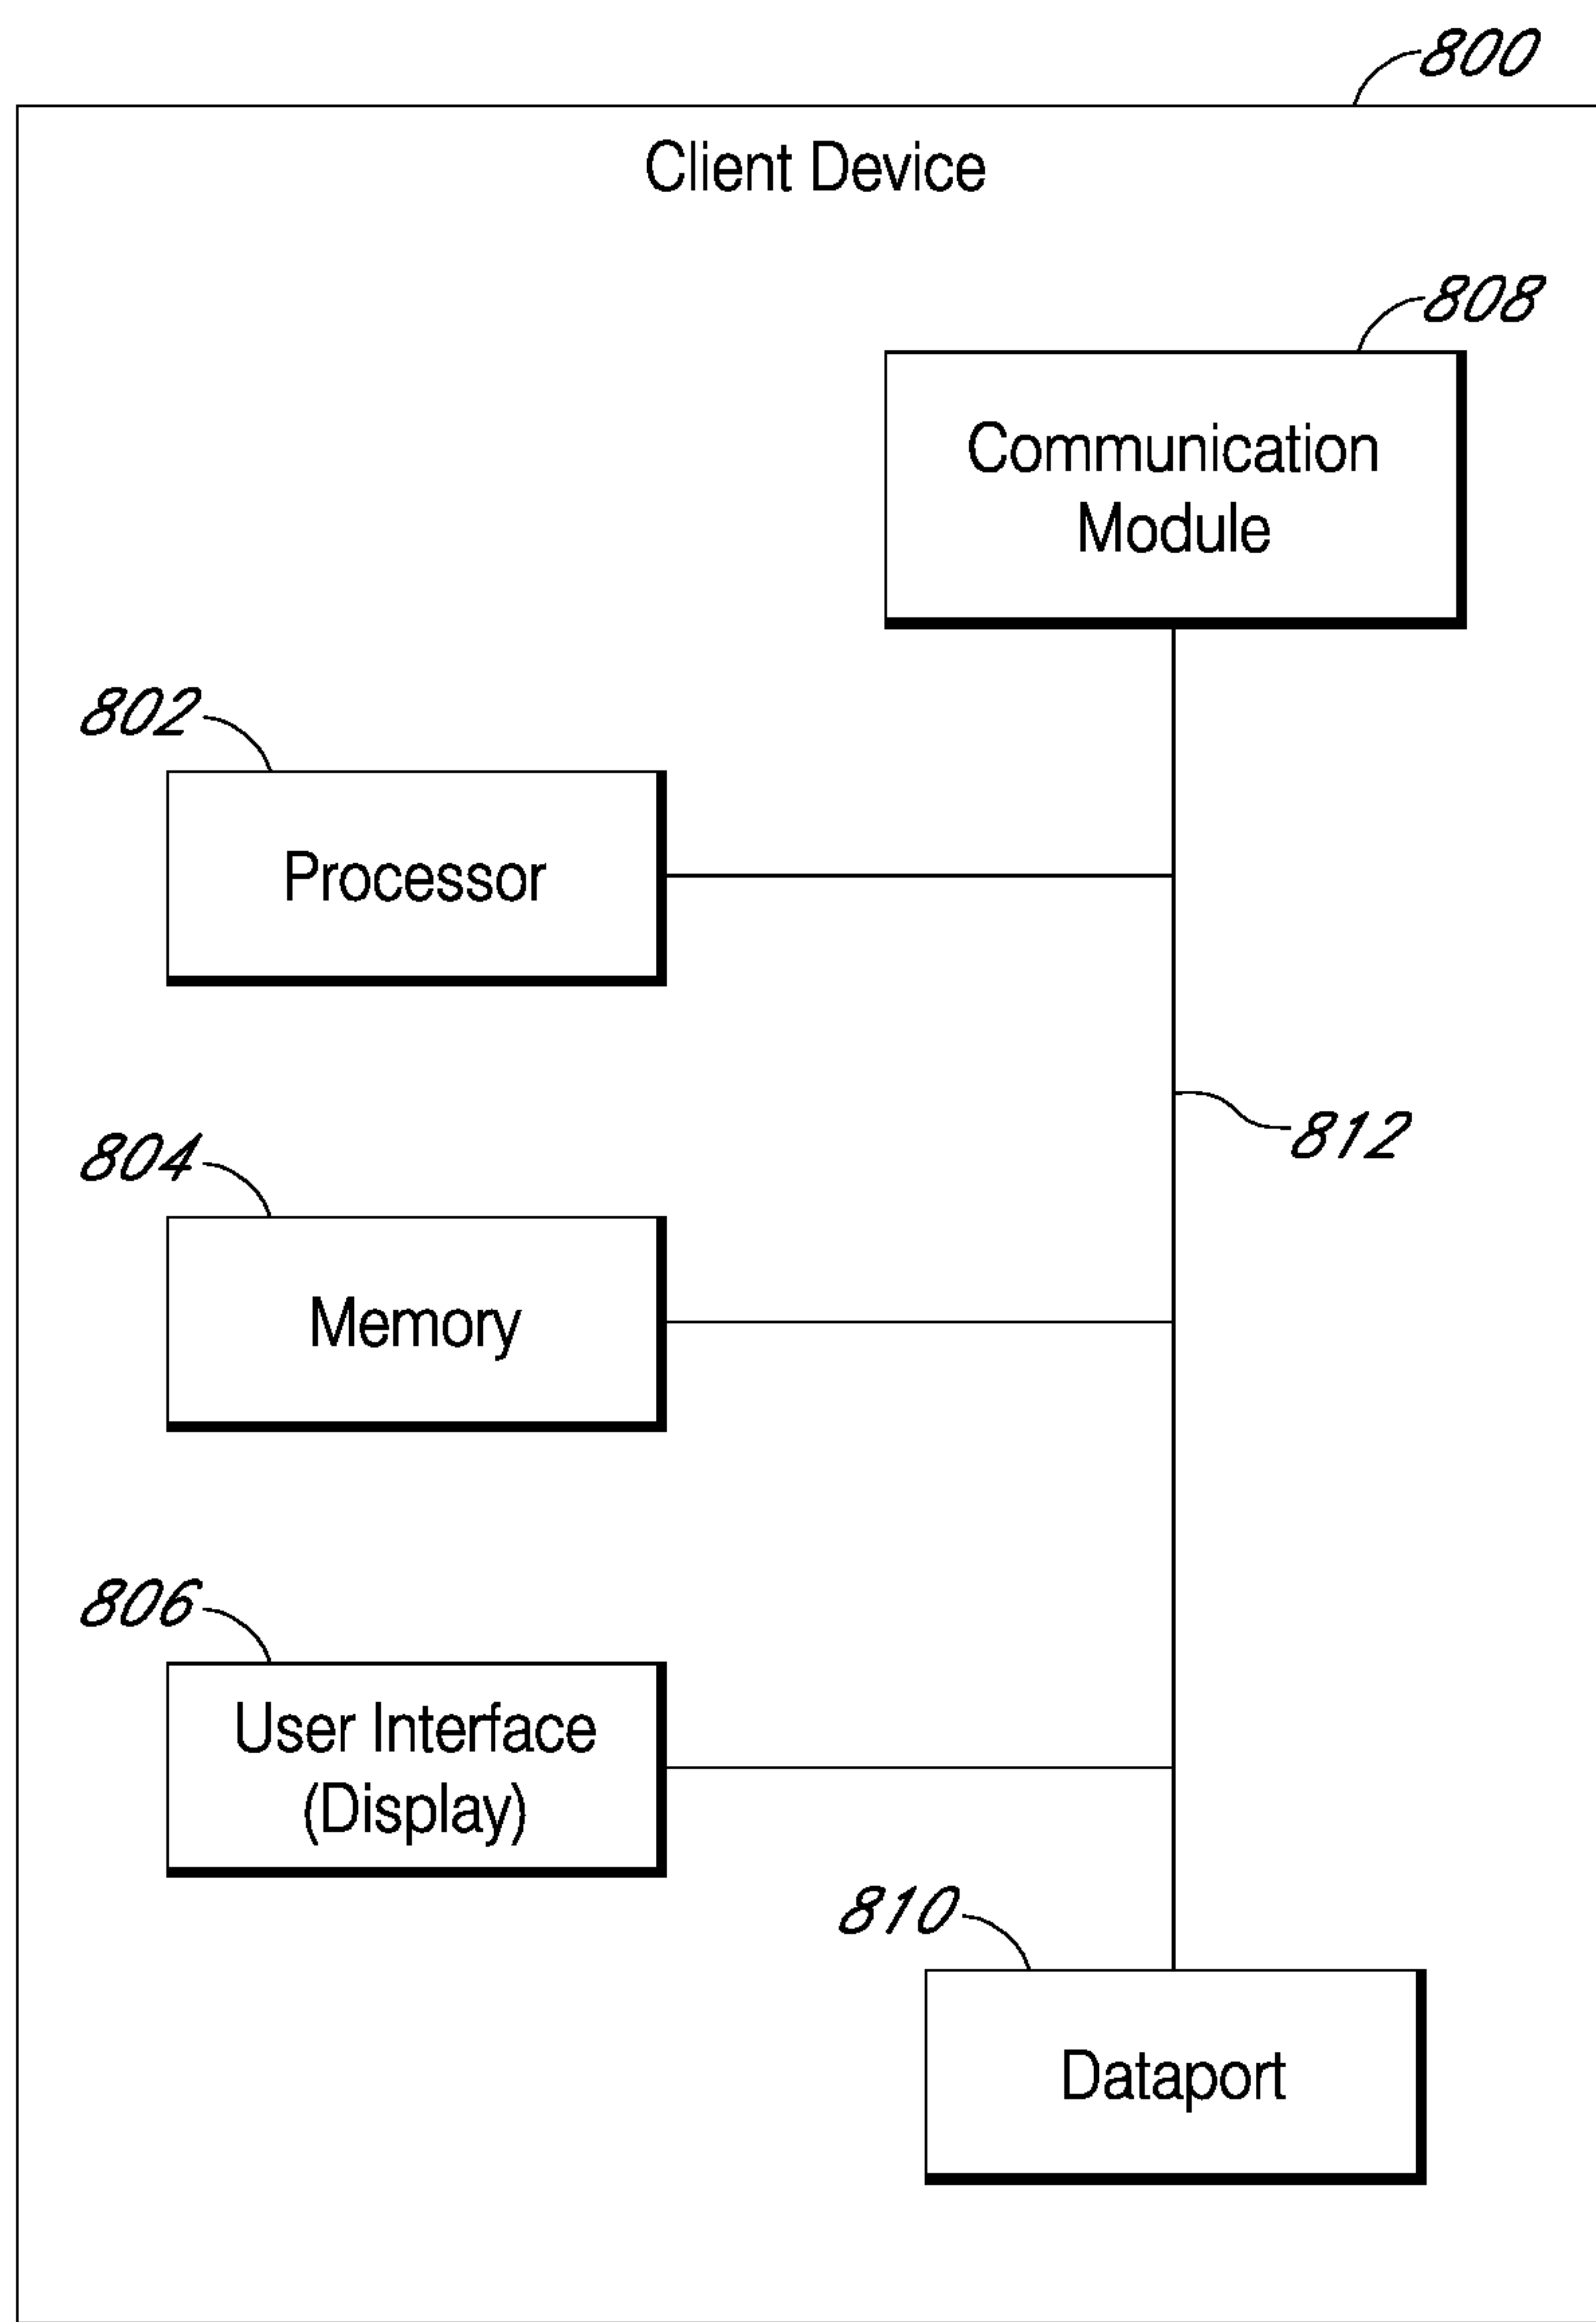 800
Client Device
808
Communication
Module
802
Processor
812
804
Memory
806
User Interface
(Display)
810
Dataport